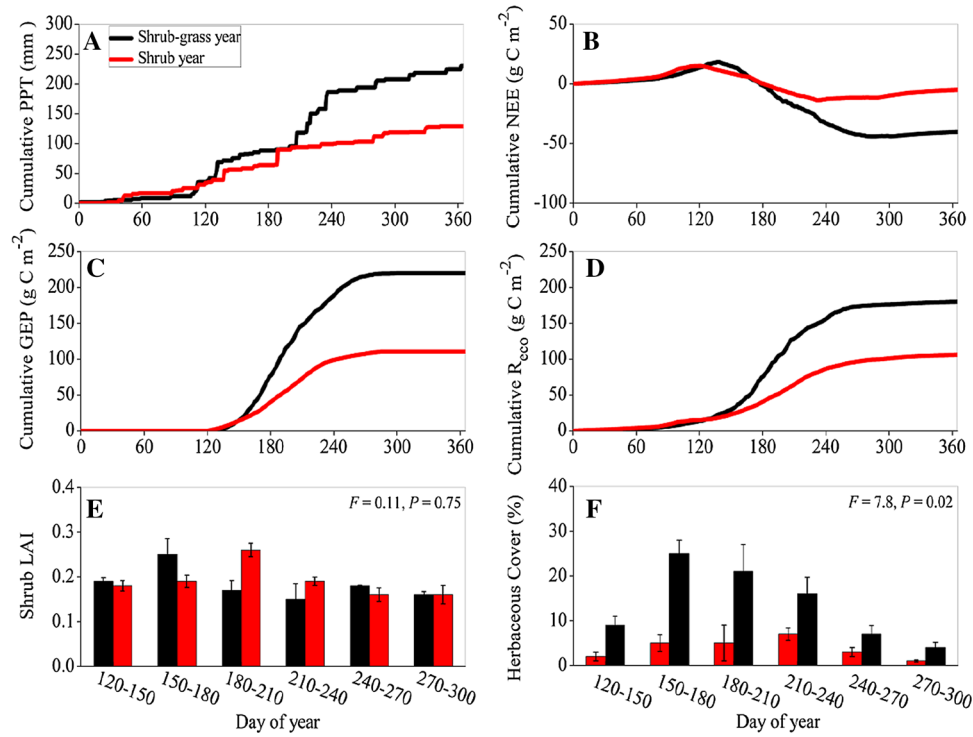 A
Shrub-grass year
Shrub year
Cumulative PPT (mm)
300
250
200
150
100
50
0
0 60 120 180 240 300 360
B
Cumulative NEE (g C m⁻²)
50
0
-50
-100
0 60 120 180 240 300 360
C
Cumulative GEP (g C m⁻²)
250
200
150
100
50
0
0 60 120 180 240 300 360
D
Cumulative Reco (g C m⁻²)
250
200
150
100
50
0
0 60 120 180 240 300 360
E
F = 0.11, P = 0.75
Shrub LAI
0.4
0.3
0.2
0.1
0.0
120-150 150-180 180-210 210-240 240-270 270-300
Day of year
F
F = 7.8, P = 0.02
Herbaceous Cover (%)
40
30
20
10
0
120-150 150-180 180-210 210-240 240-270 270-300
Day of year